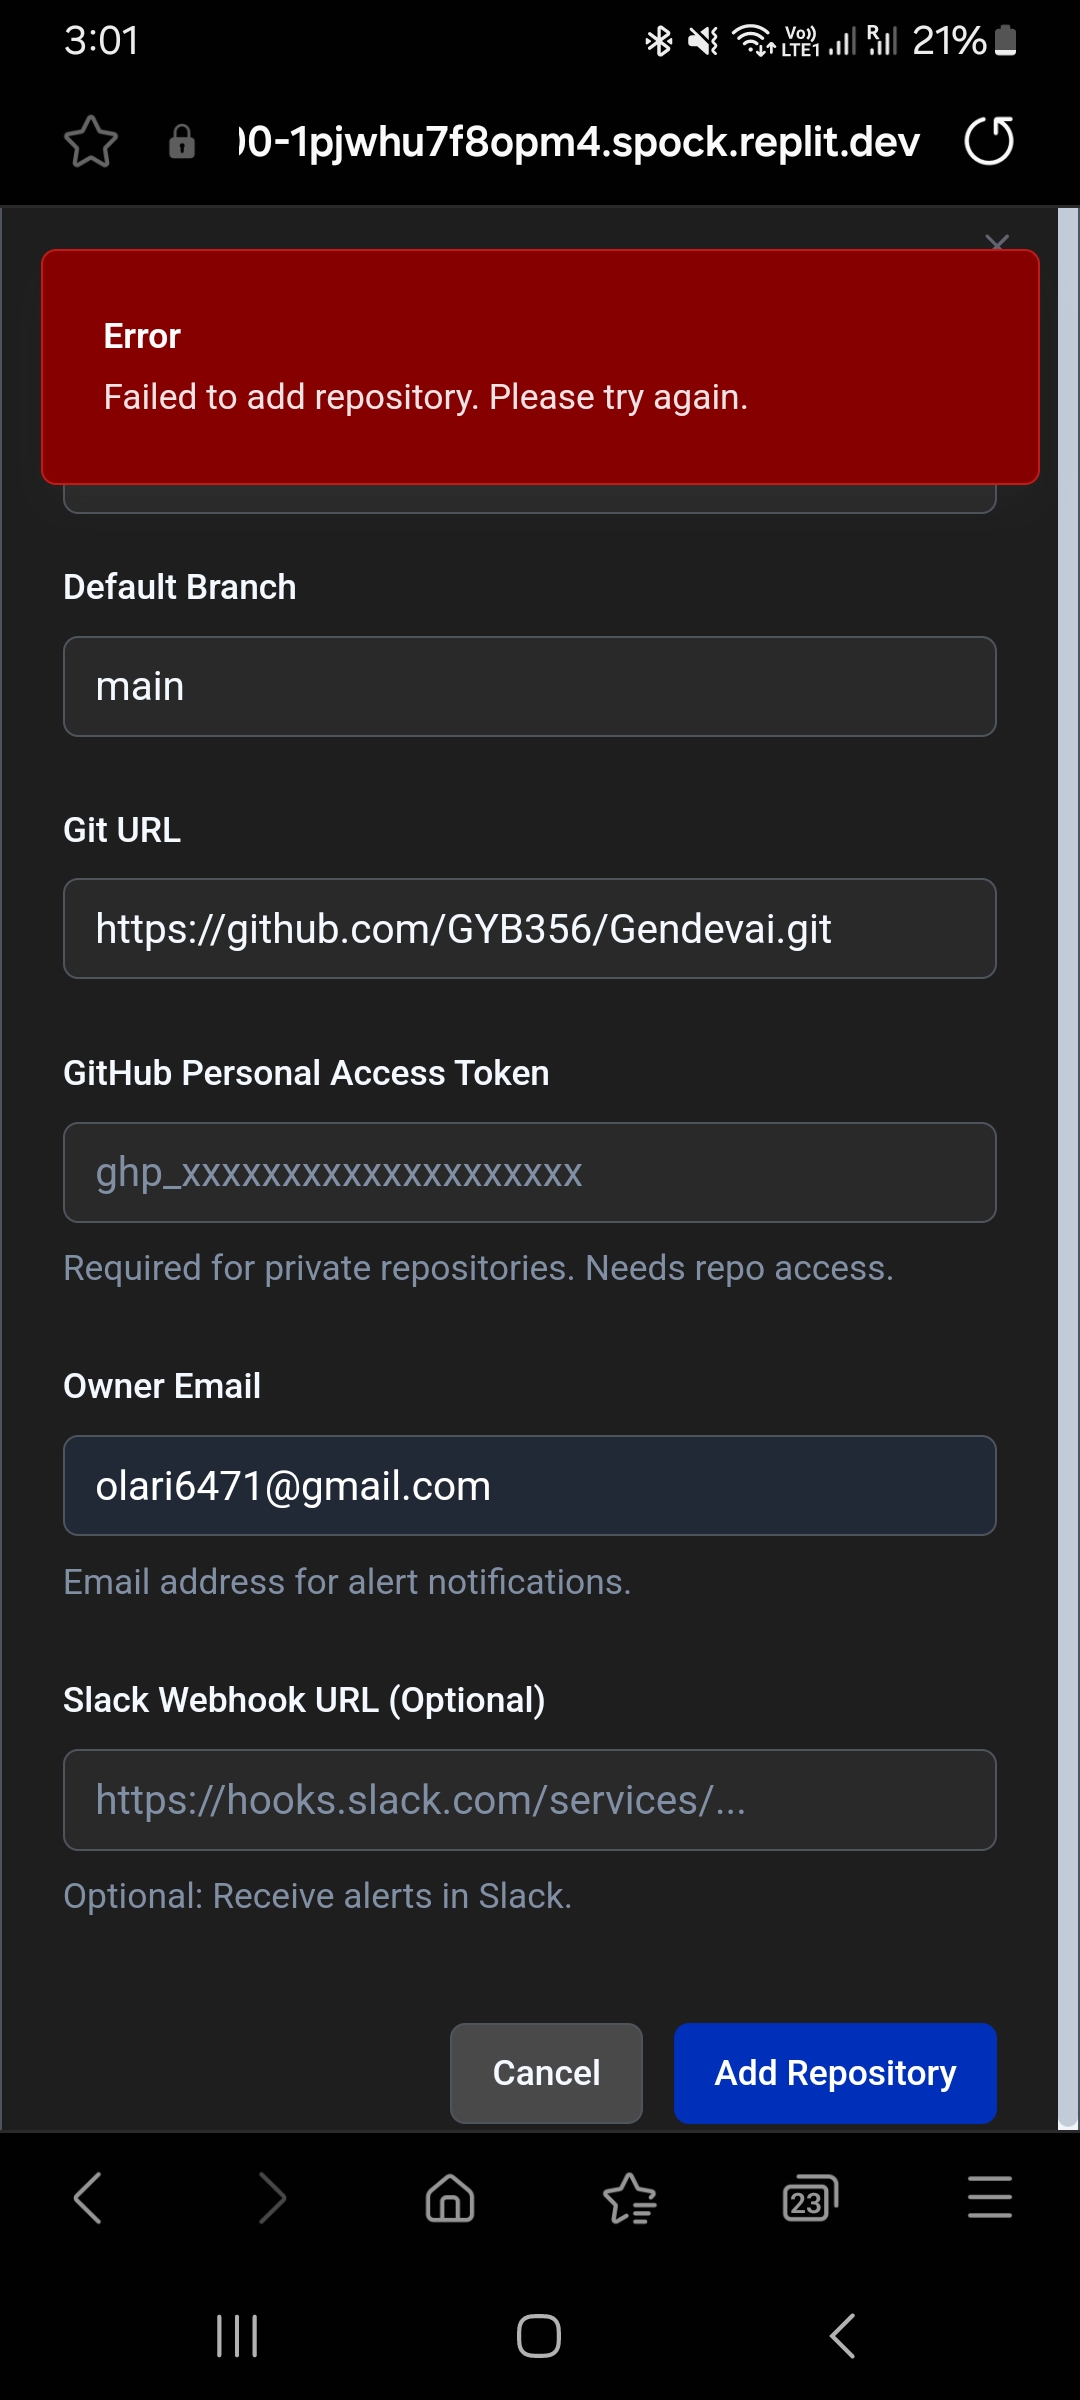 3:01
Vo)) LTE1
R
21%
00-1pjwhu7f8opm4.spock.replit.dev
Error
Failed to add repository. Please try again.
Default Branch
main
Git URL
https://github.com/GYB356/Gendevai.git
GitHub Personal Access Token
ghp_xxxxxxxxxxxxxxxxxxxx
Required for private repositories. Needs repo access.
Owner Email
olari6471@gmail.com
Email address for alert notifications.
Slack Webhook URL (Optional)
https://hooks.slack.com/services/...
Optional: Receive alerts in Slack.
Cancel
Add Repository
23